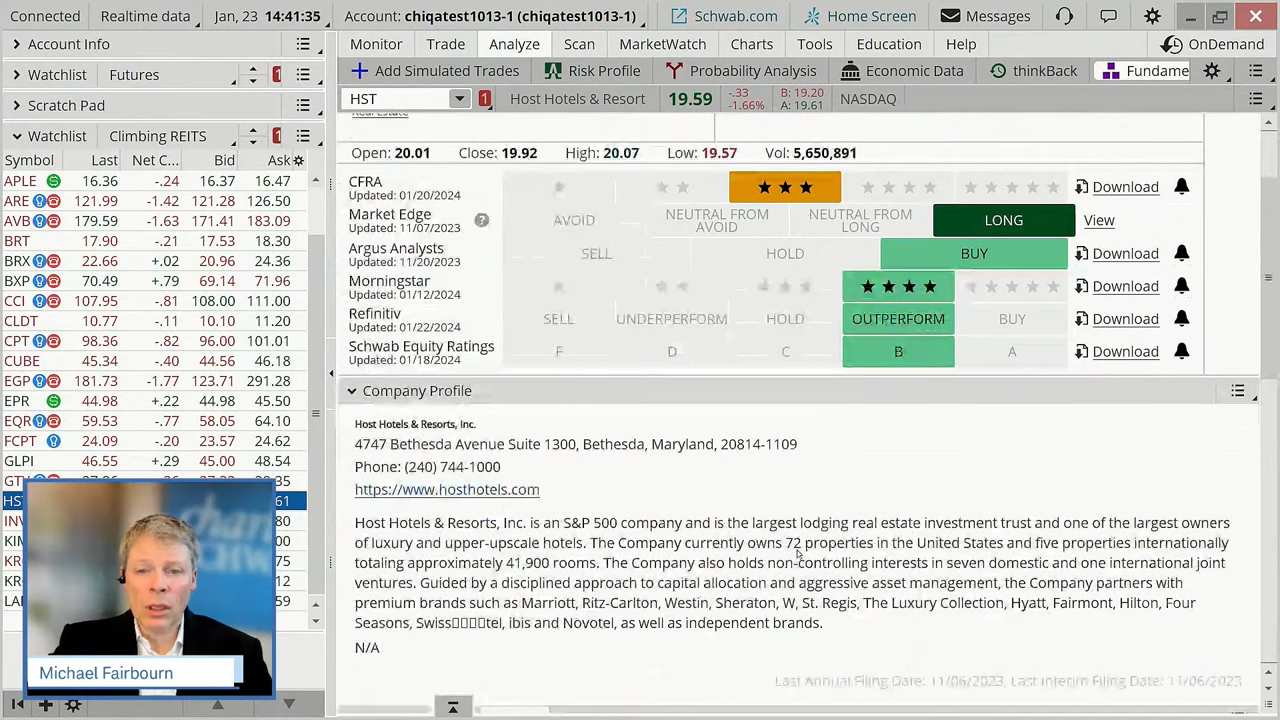 Connected Realtime data Jan, 23 14:41:35 Account: chiqatest1013-1 (chiqatest1013-1) Schwab.com Home Screen Messages
Account Info
Watchlist Futures 1
Scratch Pad
Watchlist Climbing REITS 1
Symbol Last Net C... Bid Ask
APLE 16.36 -.24 16.37 16.47
ARE 121.99 -1.42 121.28 126.50
AVB 179.59 -1.63 171.41 183.09
BRT 17.90 -.21 17.53 18.30
BRX 22.66 +.02 20.96 24.36
BXP 70.49 +.79 69.14 71.96
CCI 107.95 -.81 108.00 111.00
CLDT 10.77 -.11 10.10 11.20
CPT 98.36 -.82 96.00 101.01
CUBE 45.34 -.40 44.56 46.18
EGP 181.73 -1.77 123.71 291.28
EPR 44.98 +.22 44.98 45.50
EQR 59.53 -.77 58.05 64.10
FCPT 24.09 -.20 23.57 24.62
GLPI 46.55 +.29 45.00 48.54
Michael Fairbourn
Monitor Trade Analyze Scan MarketWatch Charts Tools Education Help OnDemand
Add Simulated Trades Risk Profile Probability Analysis Economic Data thinkBack Fundame
HST 1 Host Hotels & Resort 19.59 -.33 -1.66% B: 19.20 A: 19.61 NASDAQ
Real Estate
Open: 20.01 Close: 19.92 High: 20.07 Low: 19.57 Vol: 5,650,891
CFRA
Updated: 01/20/2024 Download
Market Edge
Updated: 11/07/2023 AVOID NEUTRAL FROM AVOID NEUTRAL FROM LONG LONG View
Argus Analysts
Updated: 11/20/2023 SELL HOLD BUY Download
Morningstar
Updated: 01/12/2024 Download
Refinitiv
Updated: 01/22/2024 SELL UNDERPERFORM HOLD OUTPERFORM BUY Download
Schwab Equity Ratings
Updated: 01/18/2024 F D C B A Download
Company Profile
Host Hotels & Resorts, Inc.
4747 Bethesda Avenue Suite 1300, Bethesda, Maryland, 20814-1109
Phone: (240) 744-1000
https://www.hosthotels.com
Host Hotels & Resorts, Inc. is an S&P 500 company and is the largest lodging real estate investment trust and one of the largest owners
of luxury and upper-upscale hotels. The Company currently owns 72 properties in the United States and five properties internationally
totaling approximately 41,900 rooms. The Company also holds non-controlling interests in seven domestic and one international joint
ventures. Guided by a disciplined approach to capital allocation and aggressive asset management, the Company partners with
premium brands such as Marriott, Ritz-Carlton, Westin, Sheraton, W, St. Regis, The Luxury Collection, Hyatt, Fairmont, Hilton, Four
Seasons, Swiss▯▯▯▯tel, ibis and Novotel, as well as independent brands.
N/A
Last Annual Filing Date: 11/06/2023, Last Interim Filing Date: 11/06/2023